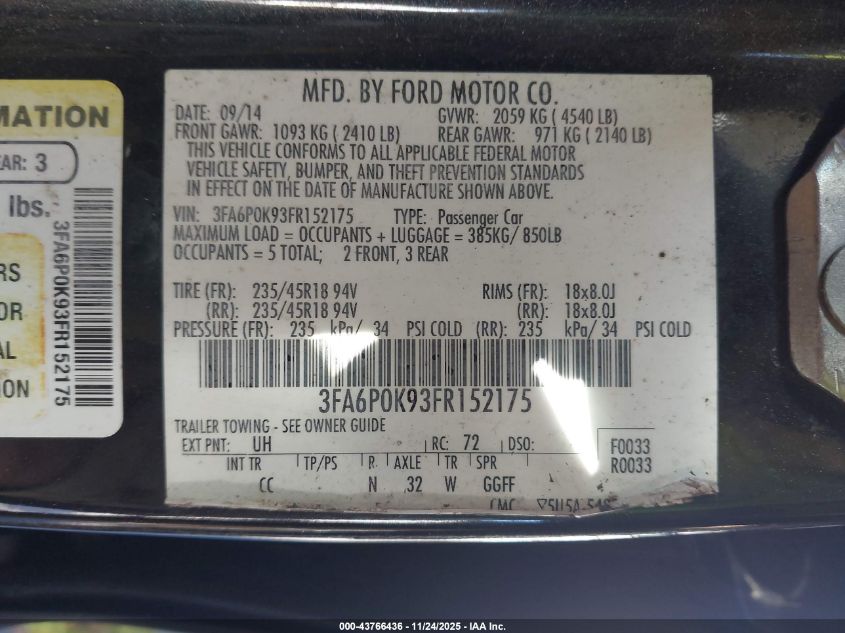 MATION
EAR: 3
lbs.
RS
OR
AL
TION
3FA6P0K93FR152175
MFD. BY FORD MOTOR CO.
DATE: 09/14 GVWR: 2059 KG ( 4540 LB)
FRONT GAWR: 1093 KG ( 2410 LB) REAR GAWR: 971 KG ( 2140 LB)
THIS VEHICLE CONFORMS TO ALL APPLICABLE FEDERAL MOTOR
VEHICLE SAFETY, BUMPER, AND THEFT PREVENTION STANDARDS
IN EFFECT ON THE DATE OF MANUFACTURE SHOWN ABOVE.
VIN: 3FA6P0K93FR152175 TYPE: Passenger Car
MAXIMUM LOAD = OCCUPANTS + LUGGAGE = 385KG/ 850LB
OCCUPANTS = 5 TOTAL; 2 FRONT, 3 REAR
TIRE (FR): 235/45R18 94V RIMS (FR): 18x8.0J
(RR): 235/45R18 94V (RR): 18x8.0J
PRESSURE (FR): 235 kPa/ 34 PSI COLD (RR): 235 kPa/ 34 PSI COLD
3FA6P0K93FR152175
TRAILER TOWING - SEE OWNER GUIDE
EXT PNT: UH RC: 72 DSO: F0033
R0033
INT TR TP/PS R AXLE TR SPR
CC N 32 W GGFF
000-43766436 - 11/24/2025 - IAA Inc.